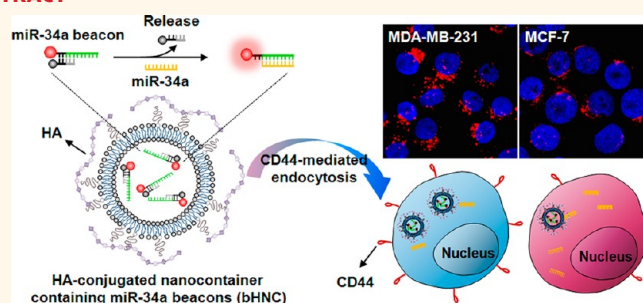 TRACT
miR-34a beacon
Release
miR-34a
MDA-MB-231
MCF-7
HA
CD44-mediated
endocytosis
Nucleus
Nucleus
CD44
HA-conjugated nanocontainer
containing miR-34a beacons (bHNC)